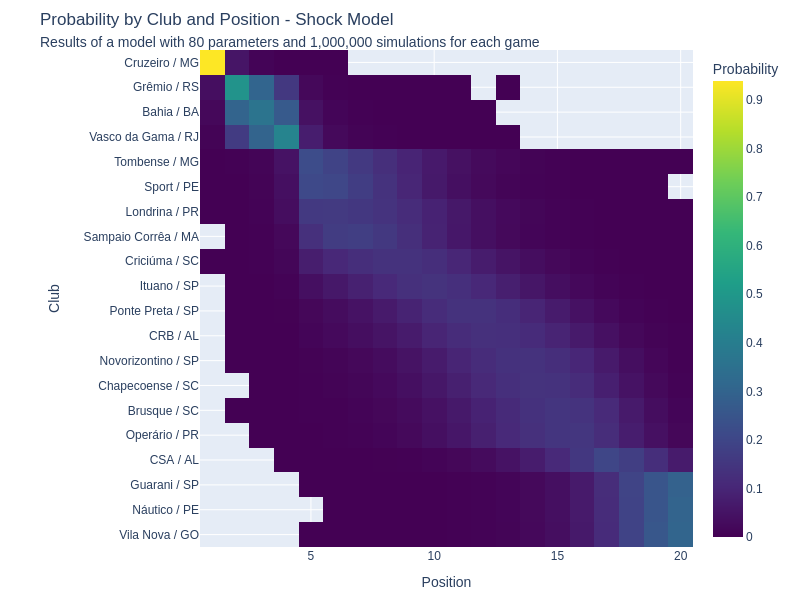 Probability by Club and Position - Shock Model
Results of a model with 80 parameters and 1,000,000 simulations for each game
Probability
Cruzeiro / MG
Grêmio / RS
Bahia / BA
Vasco da Gama / RJ
Tombense / MG
Sport / PE
Londrina / PR
Sampaio Corrêa / MA
Criciúma / SC
Ituano / SP
Ponte Preta / SP
CRB / AL
Novorizontino / SP
Chapecoense / SC
Brusque / SC
Operário / PR
CSA / AL
Guarani / SP
Náutico / PE
Vila Nova / GO
Club
5
10
15
20
Position
0.9
0.8
0.7
0.6
0.5
0.4
0.3
0.2
0.1
0